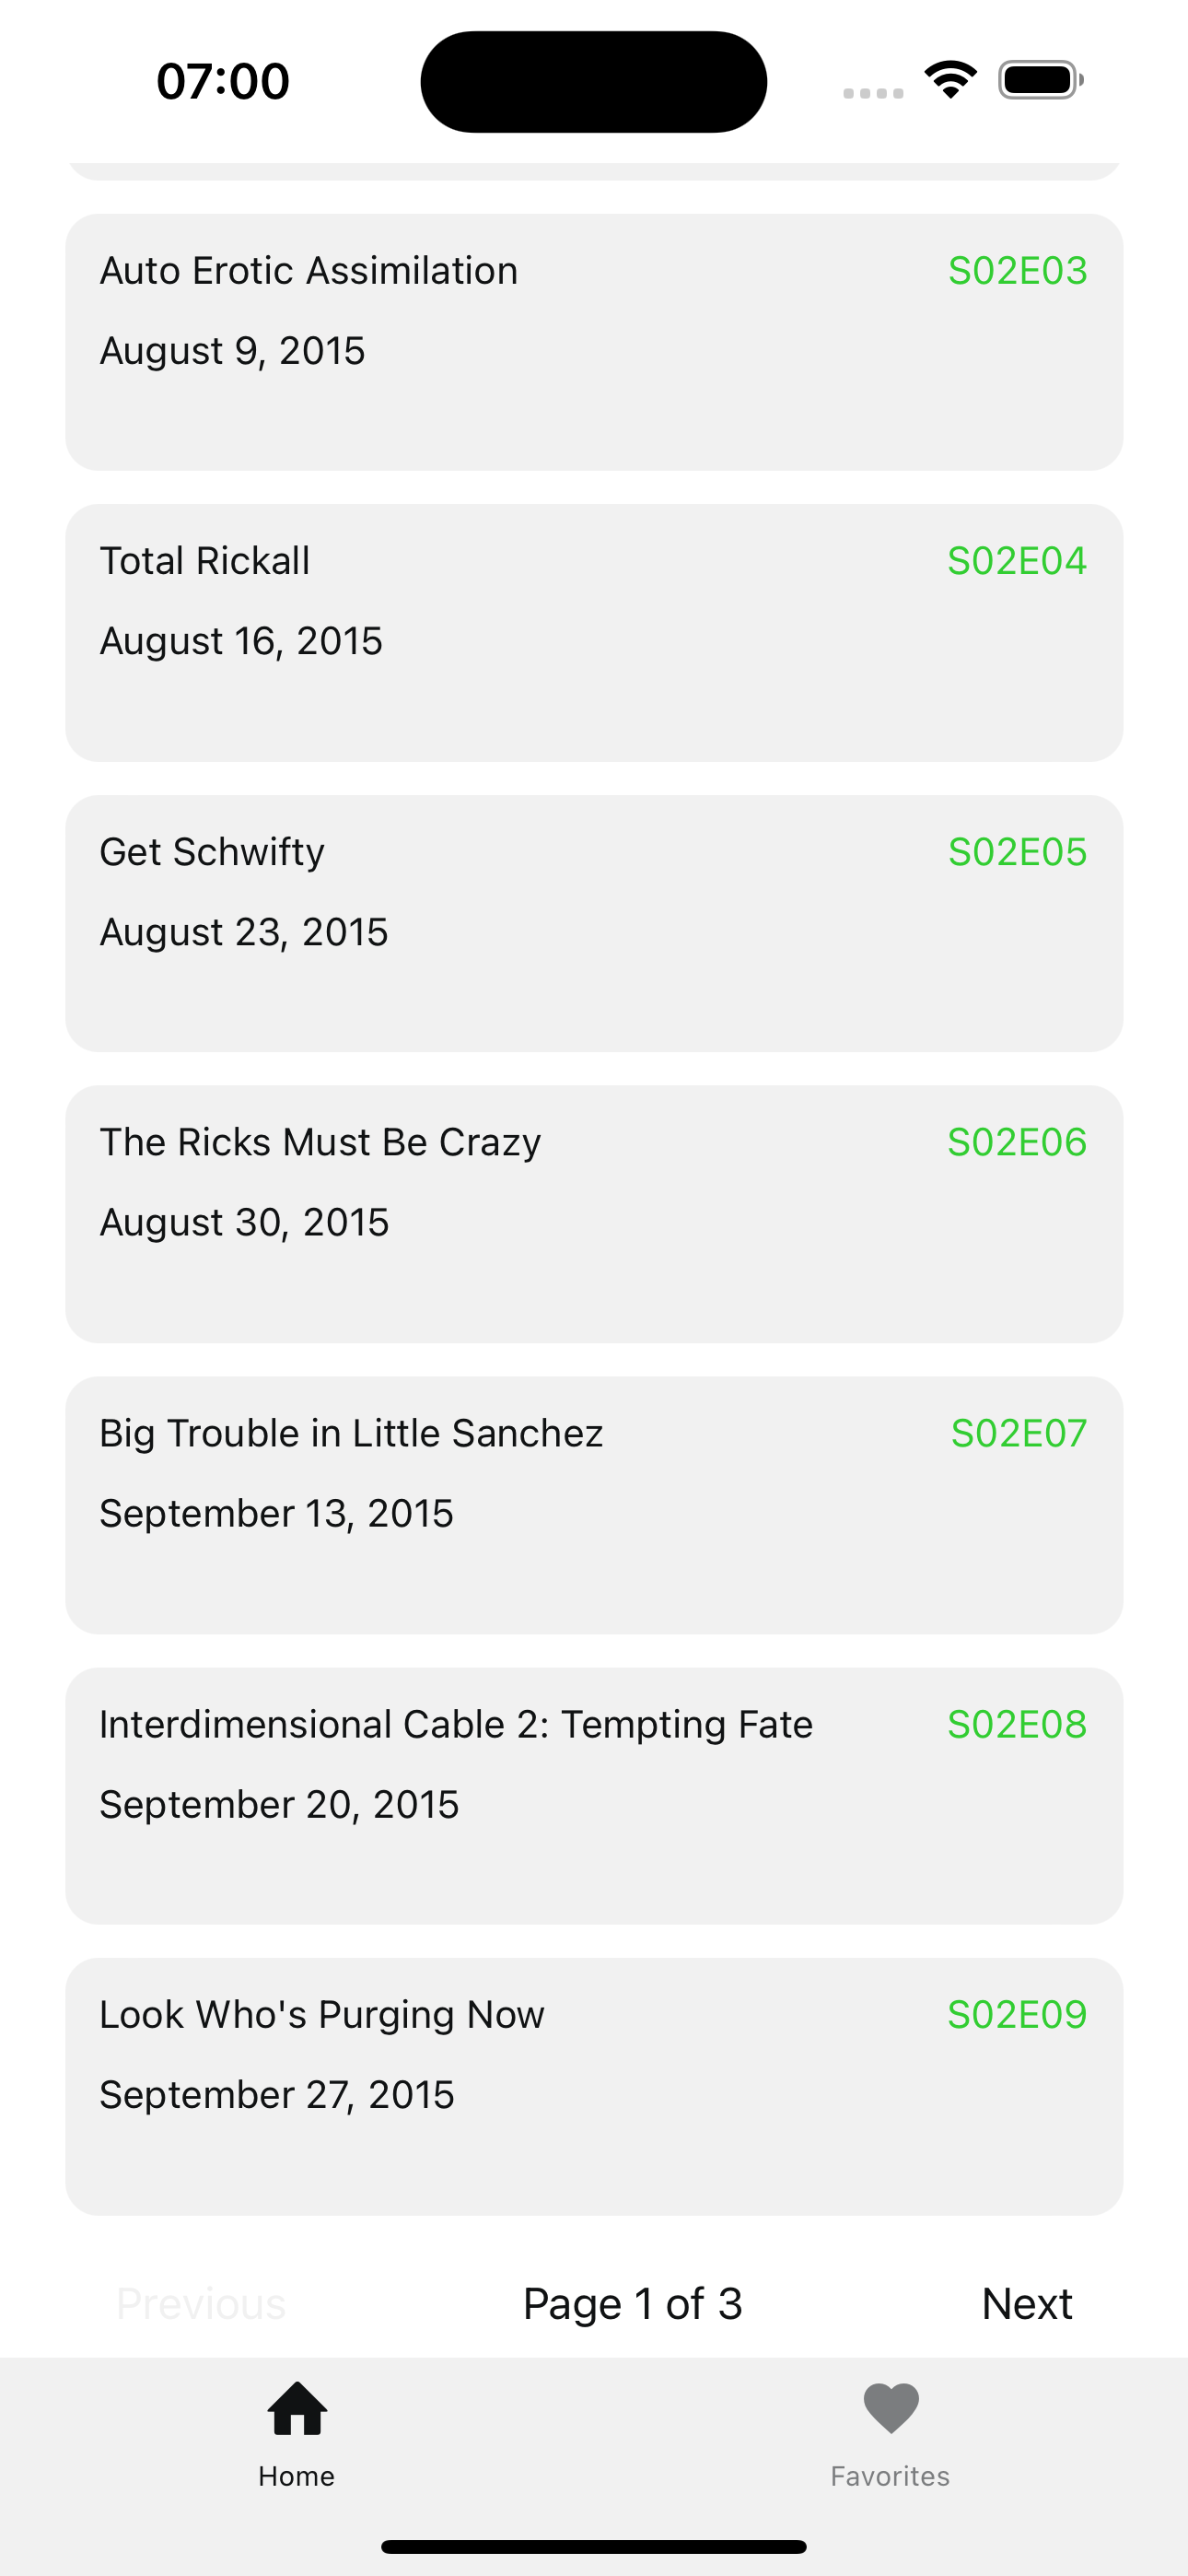 07:00
Auto Erotic Assimilation S02E03
August 9, 2015
Total Rickall S02E04
August 16, 2015
Get Schwifty S02E05
August 23, 2015
The Ricks Must Be Crazy S02E06
August 30, 2015
Big Trouble in Little Sanchez S02E07
September 13, 2015
Interdimensional Cable 2: Tempting Fate S02E08
September 20, 2015
Look Who's Purging Now S02E09
September 27, 2015
Previous Page 1 of 3 Next
Home Favorites